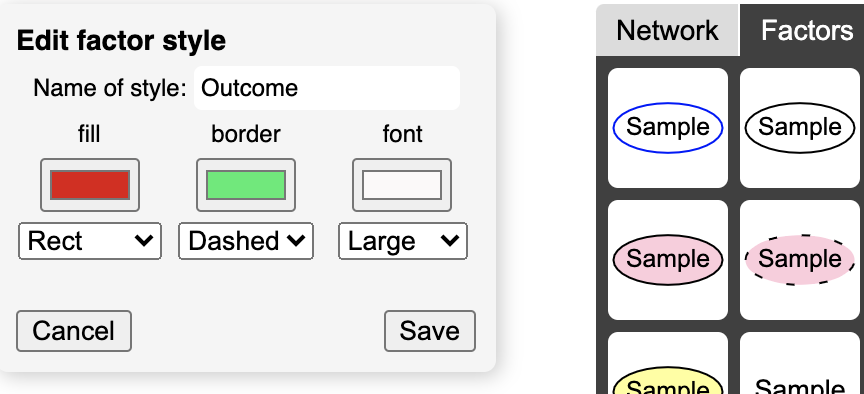 Edit factor style
Name of style: Outcome
fill border font
Rect Dashed Large
Cancel Save
Network Factors
Sample Sample
Sample Sample
Sample Sample